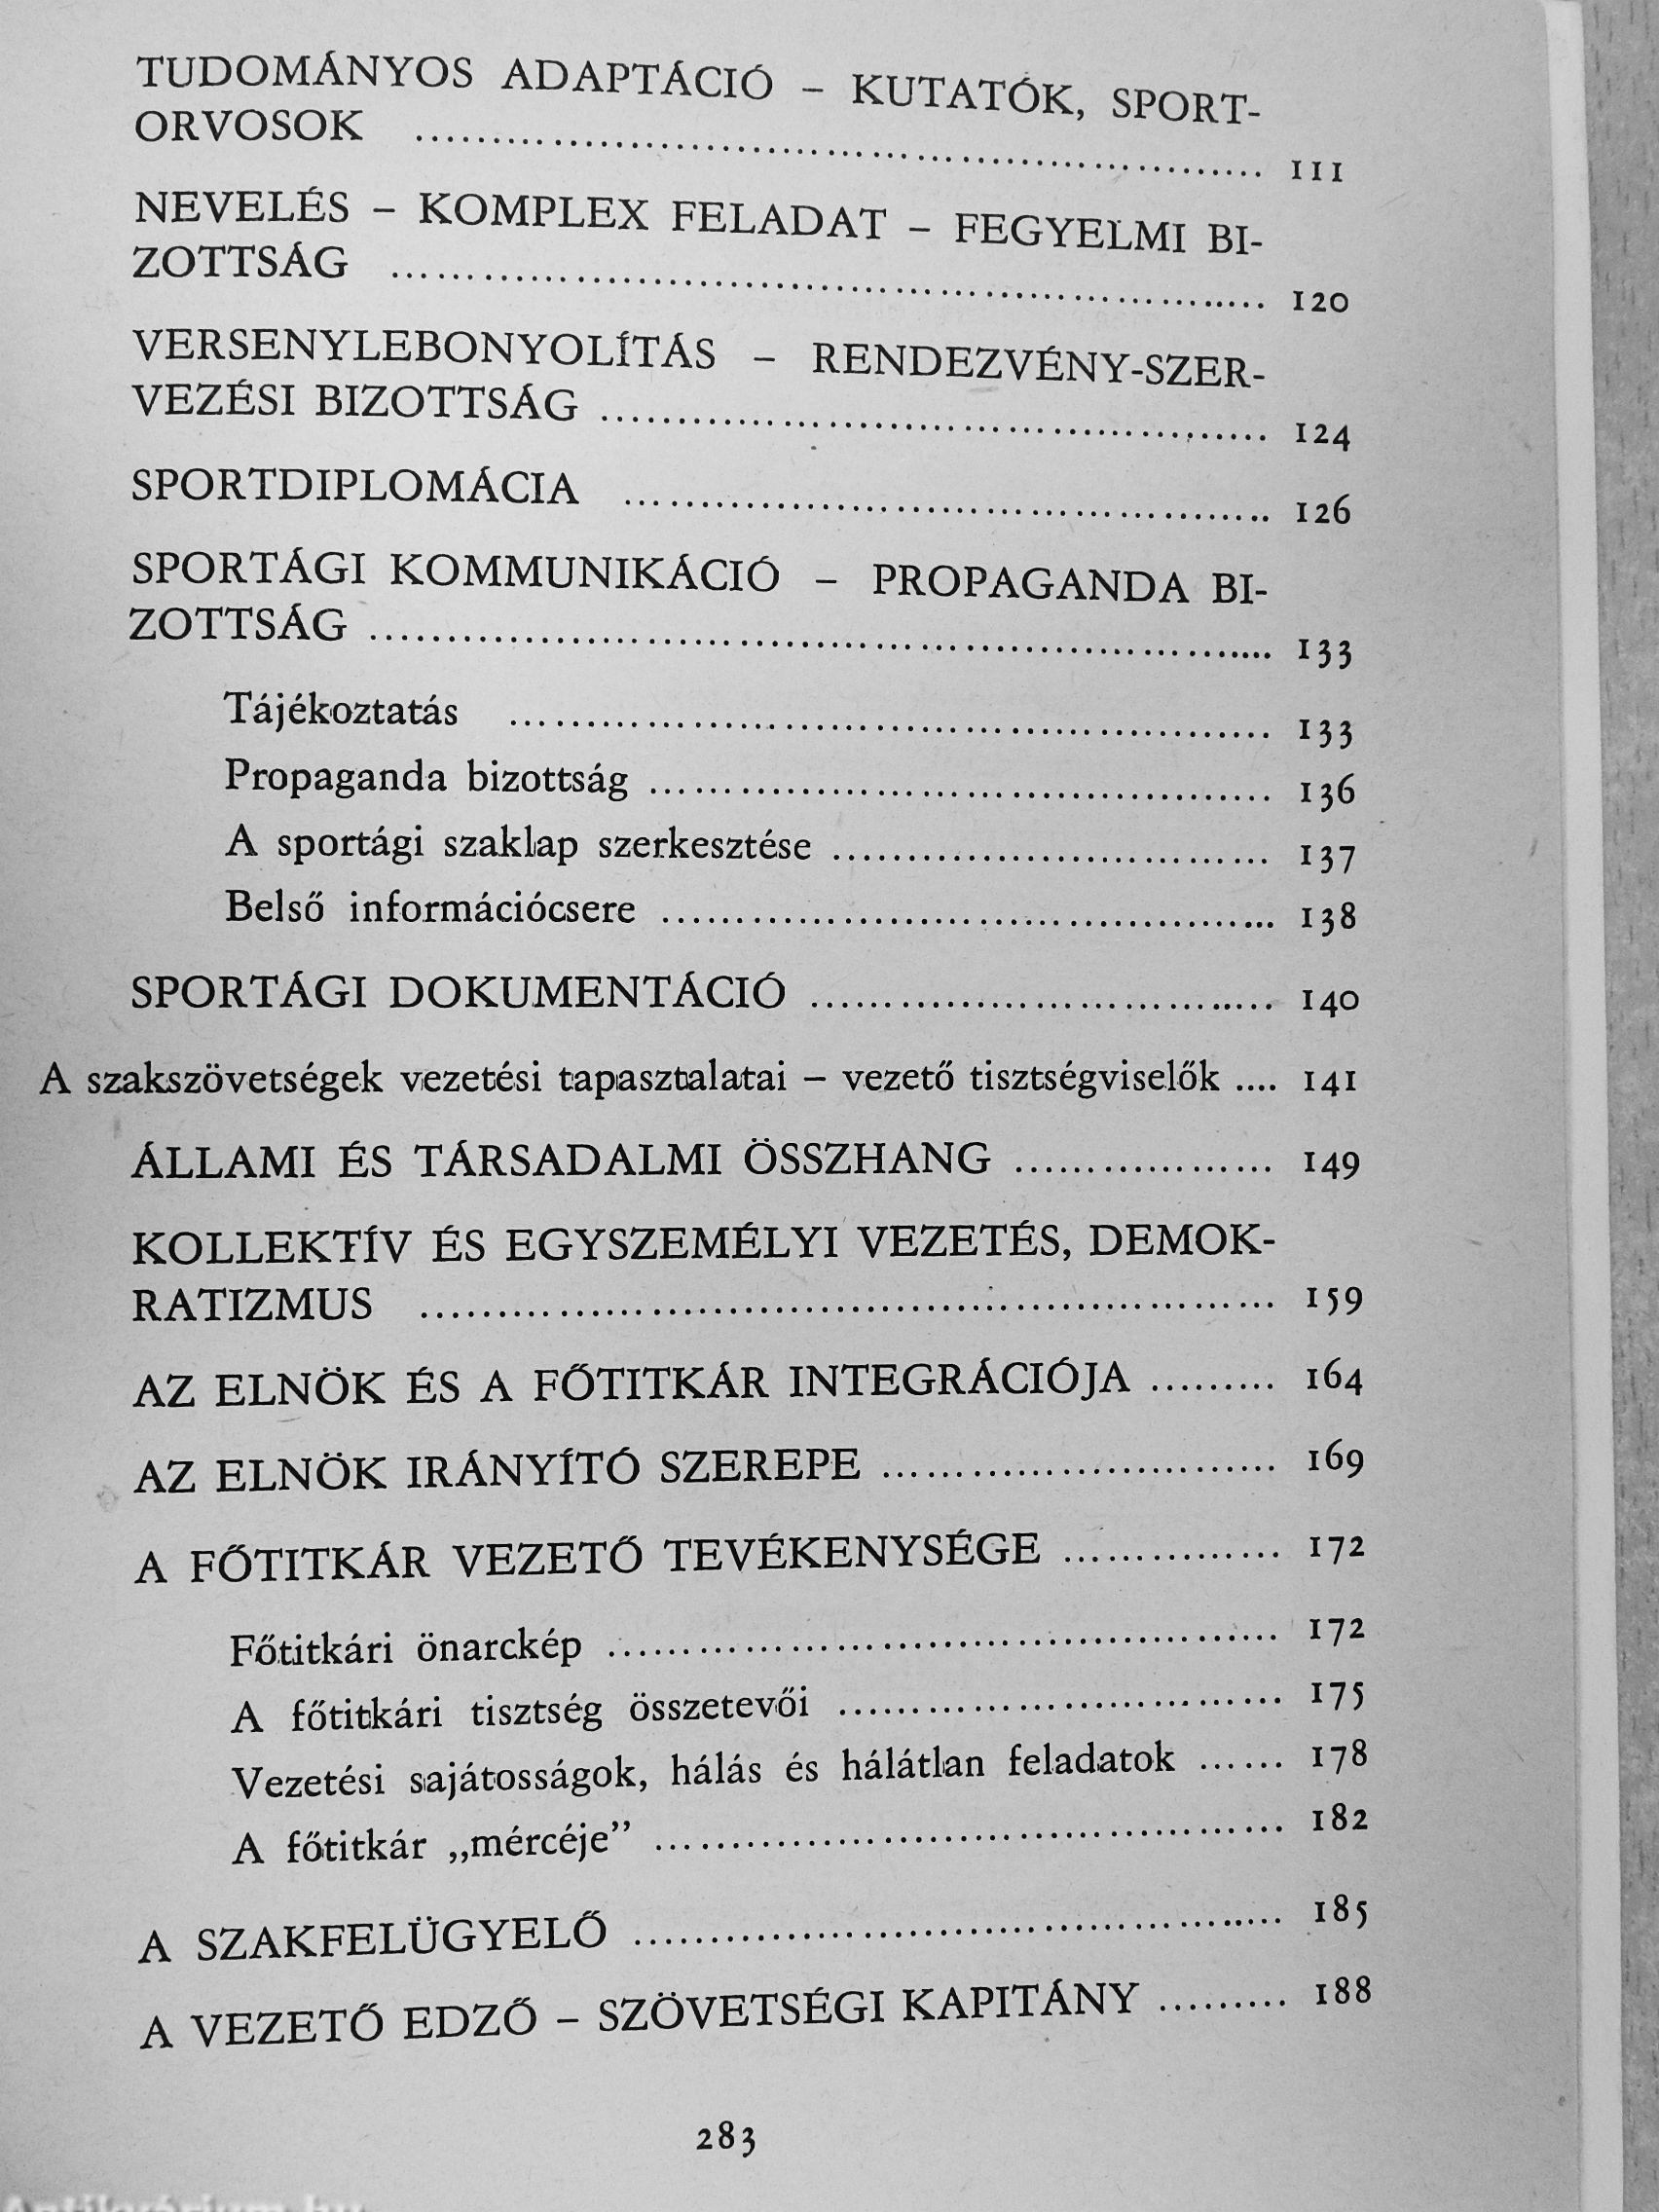 TUDOMÁNYOS ADAPTÁCIÓ – KUTATÓK, SPORT-
ORVOSOK ........................................................ 111
NEVELÉS – KOMPLEX FELADAT – FEGYELMI BI-
ZOTTSÁG ........................................................ 120
VERSENYLEBONYOLÍTÁS – RENDEZVÉNY-SZER-
VEZÉSI BIZOTTSÁG ............................................ 124
SPORTDIPLOMÁCIA ............................................ 126
SPORTÁGI KOMMUNIKÁCIÓ – PROPAGANDA BI-
ZOTTSÁG ........................................................ 133
Tájékoztatás .................................................. 133
Propaganda bizottság ......................................... 136
A sportági szaklap szerkesztése ............................. 137
Belső információcsere ........................................ 138
SPORTÁGI DOKUMENTÁCIÓ ............................... 140
A szakszövetségek vezetési tapasztalatai – vezető tisztségviselők .... 141
ÁLLAMI ÉS TÁRSADALMI ÖSSZHANG ................. 149
KOLLEKTÍV ÉS EGYSZEMÉLYI VEZETÉS, DEMOK-
RATIZMUS ........................................................ 159
AZ ELNÖK ÉS A FŐTITKÁR INTEGRÁCIÓJA ......... 164
AZ ELNÖK IRÁNYÍTÓ SZEREPE .......................... 169
A FŐTITKÁR VEZETŐ TEVÉKENYSÉGE ............... 172
Főtitkári önarckép ............................................ 172
A főtitkári tisztség összetevői ............................. 175
Vezetési sajátosságok, hálás és hálátlan feladatok ...... 178
A főtitkár „mércéje” ......................................... 182
A SZAKFELÜGYELŐ ........................................... 185
A VEZETŐ EDZŐ – SZÖVETSÉGI KAPITÁNY ......... 188
283